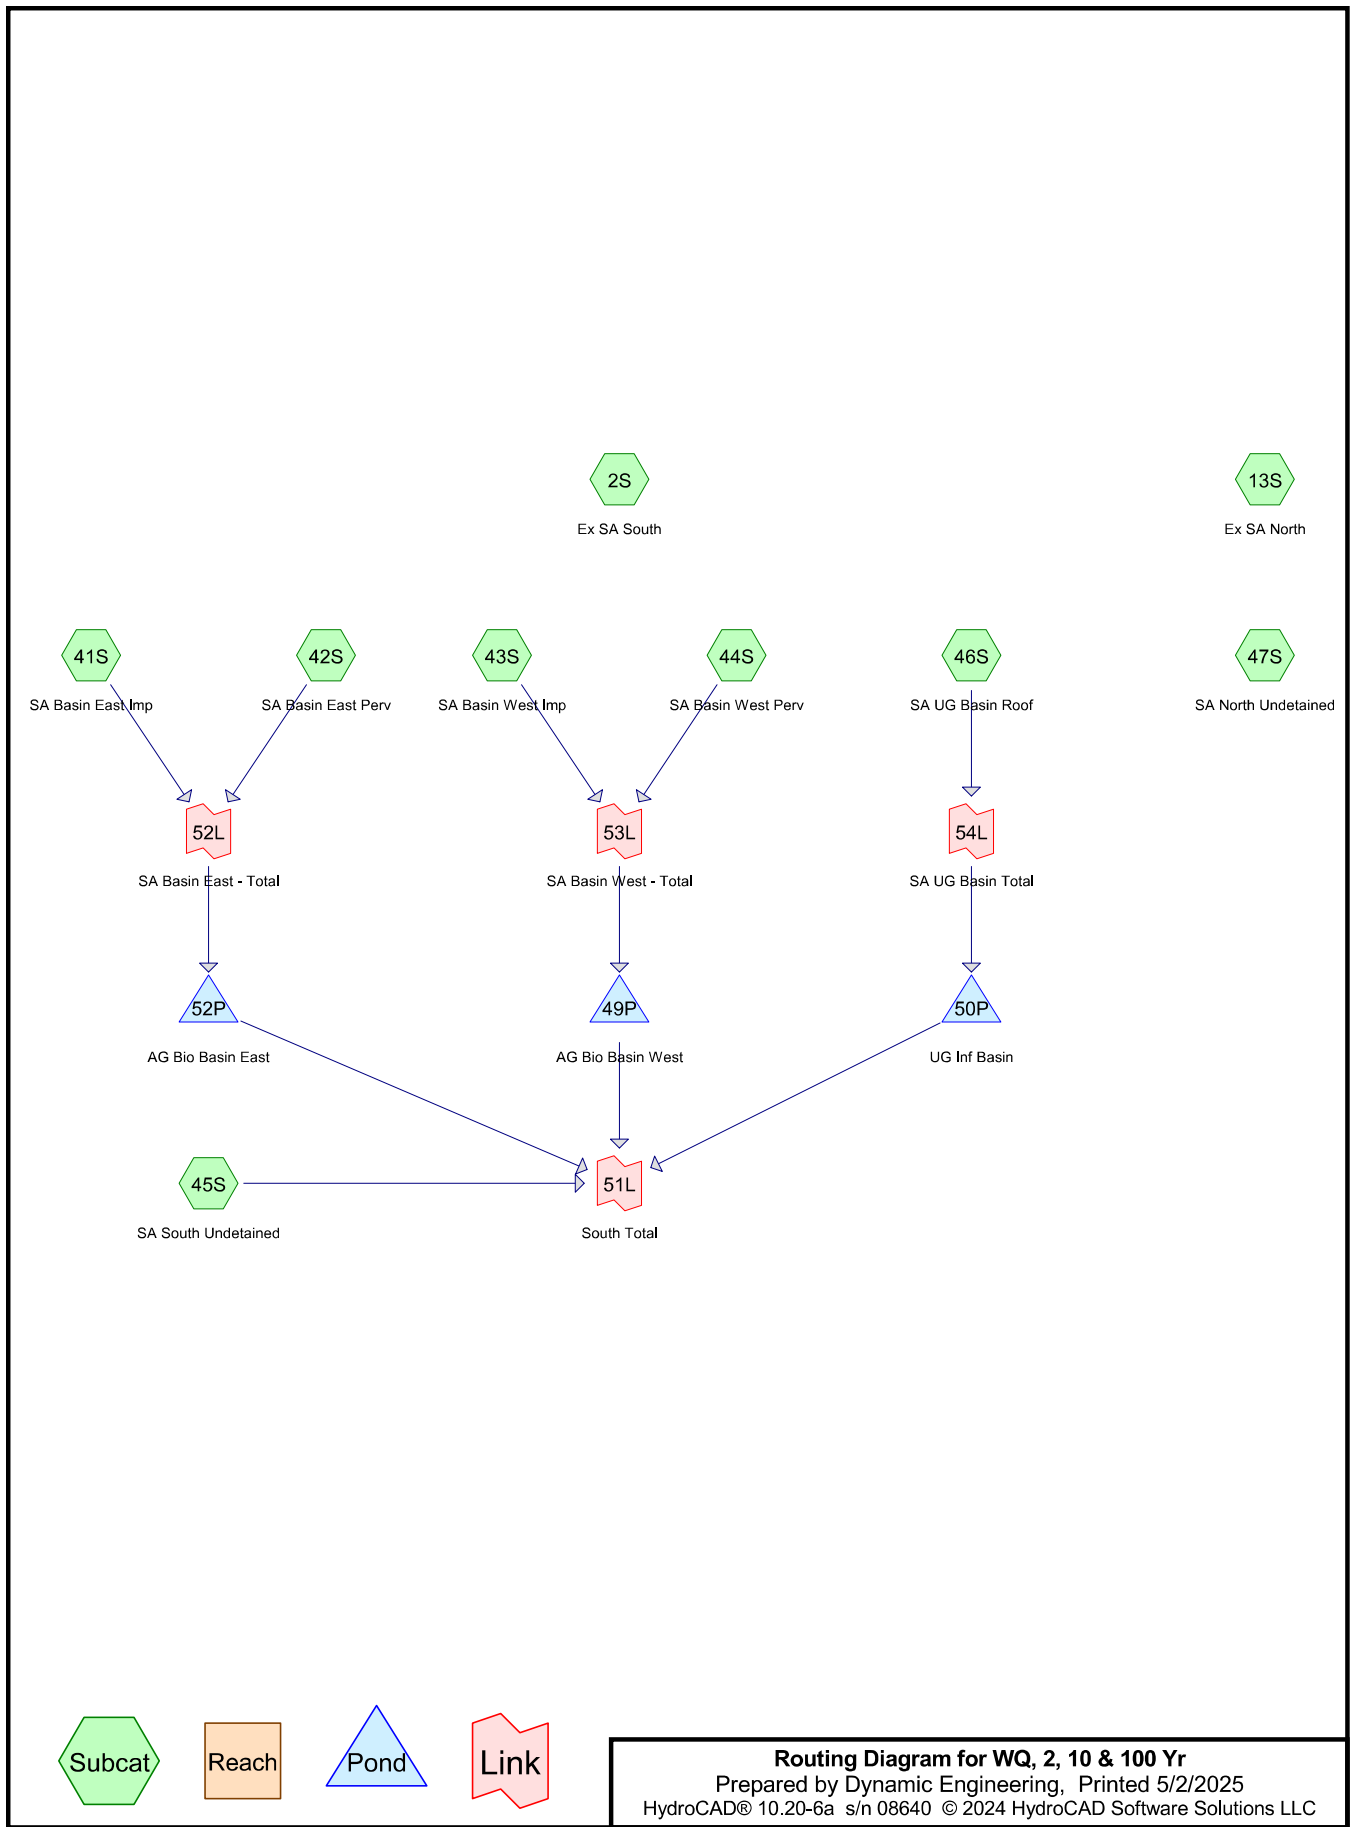 2S
Ex SA South
13S
Ex SA North
41S
SA Basin East Imp
42S
SA Basin East Perv
43S
SA Basin West Imp
44S
SA Basin West Perv
46S
SA UG Basin Roof
47S
SA North Undetained
52L
SA Basin East - Total
53L
SA Basin West - Total
54L
SA UG Basin Total
52P
AG Bio Basin East
49P
AG Bio Basin West
50P
UG Inf Basin
45S
SA South Undetained
51L
South Total
Subcat
Reach
Pond
Link
Routing Diagram for WQ, 2, 10 & 100 Yr
Prepared by Dynamic Engineering, Printed 5/2/2025
HydroCAD® 10.20-6a s/n 08640 © 2024 HydroCAD Software Solutions LLC